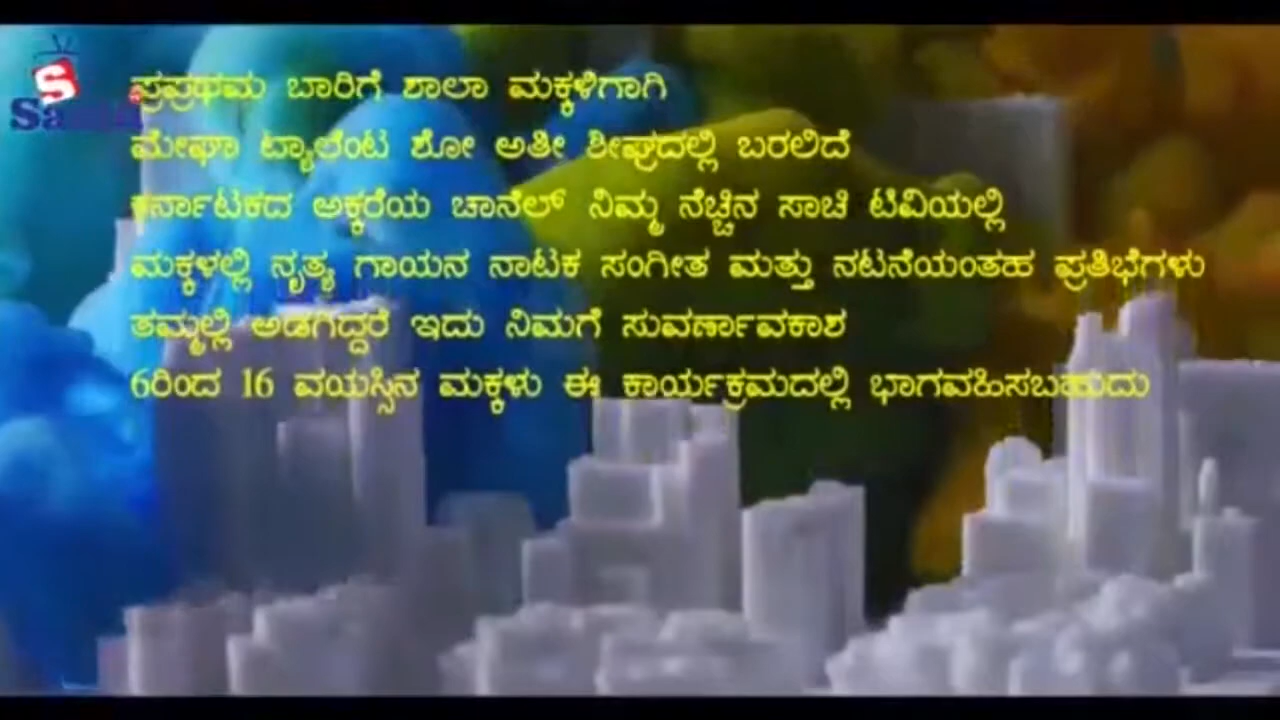 ಪ್ರಪ್ರಥಮ ಬಾರಿಗೆ ಶಾಲಾ ಮಕ್ಕಳಿಗಾಗಿ
ಮೇಘಾ ಟ್ಯಾಲೆಂಟ ಶೋ ಅತೀ ಶೀಘ್ರದಲ್ಲಿ ಬರಲಿದೆ
ಕರ್ನಾಟಕದ ಅಕ್ಕರೆಯ ಚಾನೆಲ್ ನಿಮ್ಮ ನೆಚ್ಚಿನ ಸಾಚಿ ಟಿವಿಯಲ್ಲಿ
ಮಕ್ಕಳಲ್ಲಿ ನೃತ್ಯ ಗಾಯನ ನಾಟಕ ಸಂಗೀತ ಮತ್ತು ನಟನೆಯಂತಹ ಪ್ರತಿಭೆಗಳು
ತಮ್ಮಲ್ಲಿ ಅಡಗಿದ್ದರೆ ಇದು ನಿಮಗೆ ಸುವರ್ಣಾವಕಾಶ
6ರಿಂದ 16 ವಯಸ್ಸಿನ ಮಕ್ಕಳು ಈ ಕಾರ್ಯಕ್ರಮದಲ್ಲಿ ಭಾಗವಹಿಸಬಹುದು